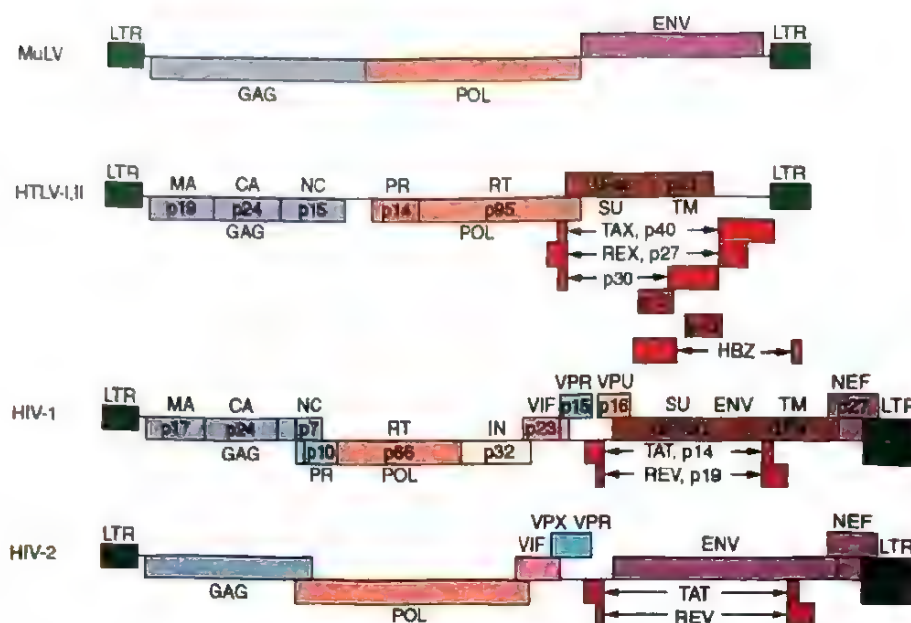 ENV
LTR LTR
MuLV
GAG POL
LTR MA CA NC PR RT LTR
HTLV-I,II
p19 p24 p15 p14 p95 SU TM
GAG POL
TAX, p40
REX, p27
p30
HBZ
VPR VPU NEF
LTR MA CA NC VIF p15 p16 SU ENV TM p27 LTR
HIV-1 p17 p24 p7 RT IN p23
GAG p10 p66 p32 TAT, p14
PR POL REV, p19
VPX VPR NEF
LTR VIF ENV LTR
HIV-2
GAG TAT
POL REV